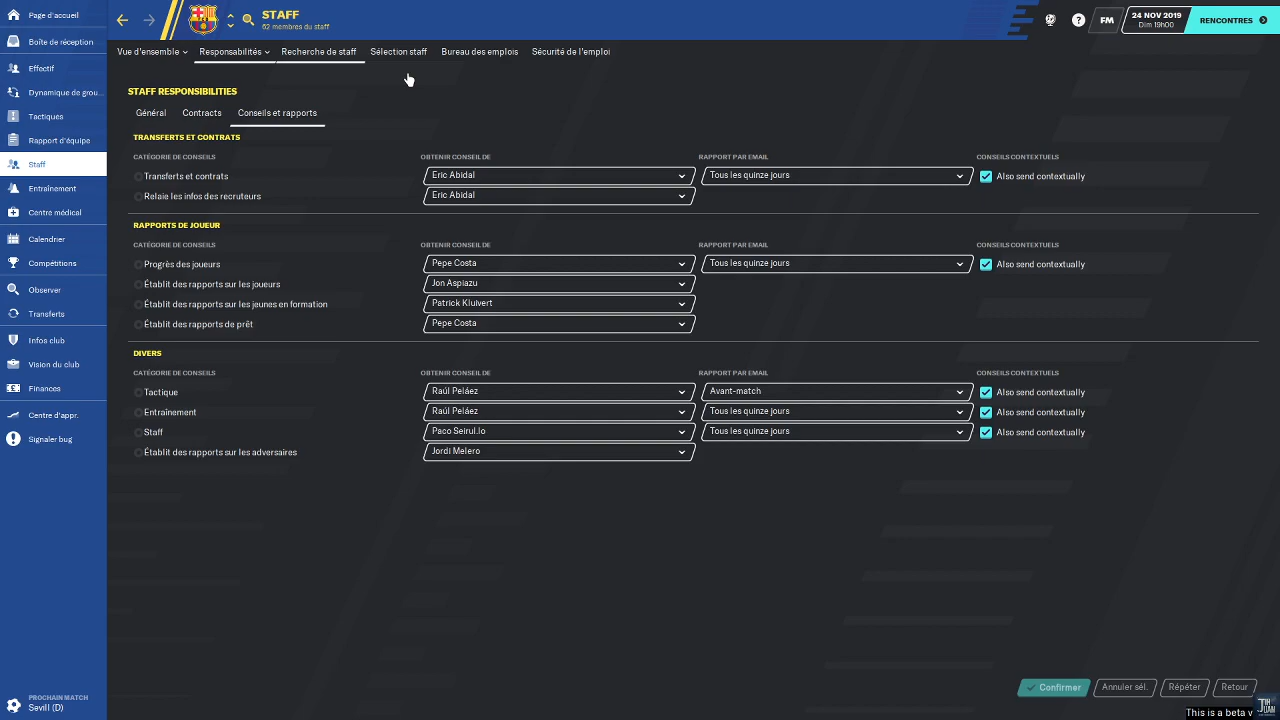 Page d'accueil
Boîte de réception
Effectif
Dynamique de grou...
Tactiques
Rapport d'équipe
Staff
Entraînement
Centre médical
Calendrier
Compétitions
Observer
Transferts
Infos club
Vision du club
Finances
Centre d'appr.
Signaler bug
PROCHAIN MATCH
Sevill (D)
STAFF
62 membres du staff
FM
24 NOV 2019
Dim 19h00
RENCONTRES
Vue d'ensemble Responsabilités Recherche de staff Sélection staff Bureau des emplois Sécurité de l'emploi
STAFF RESPONSIBILITIES
Général Contracts Conseils et rapports
TRANSFERTS ET CONTRATS
CATÉGORIE DE CONSEILS OBTENIR CONSEIL DE RAPPORT PAR EMAIL CONSEILS CONTEXTUELS
Transferts et contrats Eric Abidal Tous les quinze jours Also send contextually
Relaie les infos des recruteurs Eric Abidal
RAPPORTS DE JOUEUR
CATÉGORIE DE CONSEILS OBTENIR CONSEIL DE RAPPORT PAR EMAIL CONSEILS CONTEXTUELS
Progrès des joueurs Pepe Costa Tous les quinze jours Also send contextually
Établit des rapports sur les joueurs Jon Aspiazu
Établit des rapports sur les jeunes en formation Patrick Kluivert
Établit des rapports de prêt Pepe Costa
DIVERS
CATÉGORIE DE CONSEILS OBTENIR CONSEIL DE RAPPORT PAR EMAIL CONSEILS CONTEXTUELS
Tactique Raúl Peláez Avant-match Also send contextually
Entraînement Raúl Peláez Tous les quinze jours Also send contextually
Staff Paco Seirul.lo Tous les quinze jours Also send contextually
Établit des rapports sur les adversaires Jordi Melero
Confirmer Annuler sél. Répéter Retour
This is a beta v